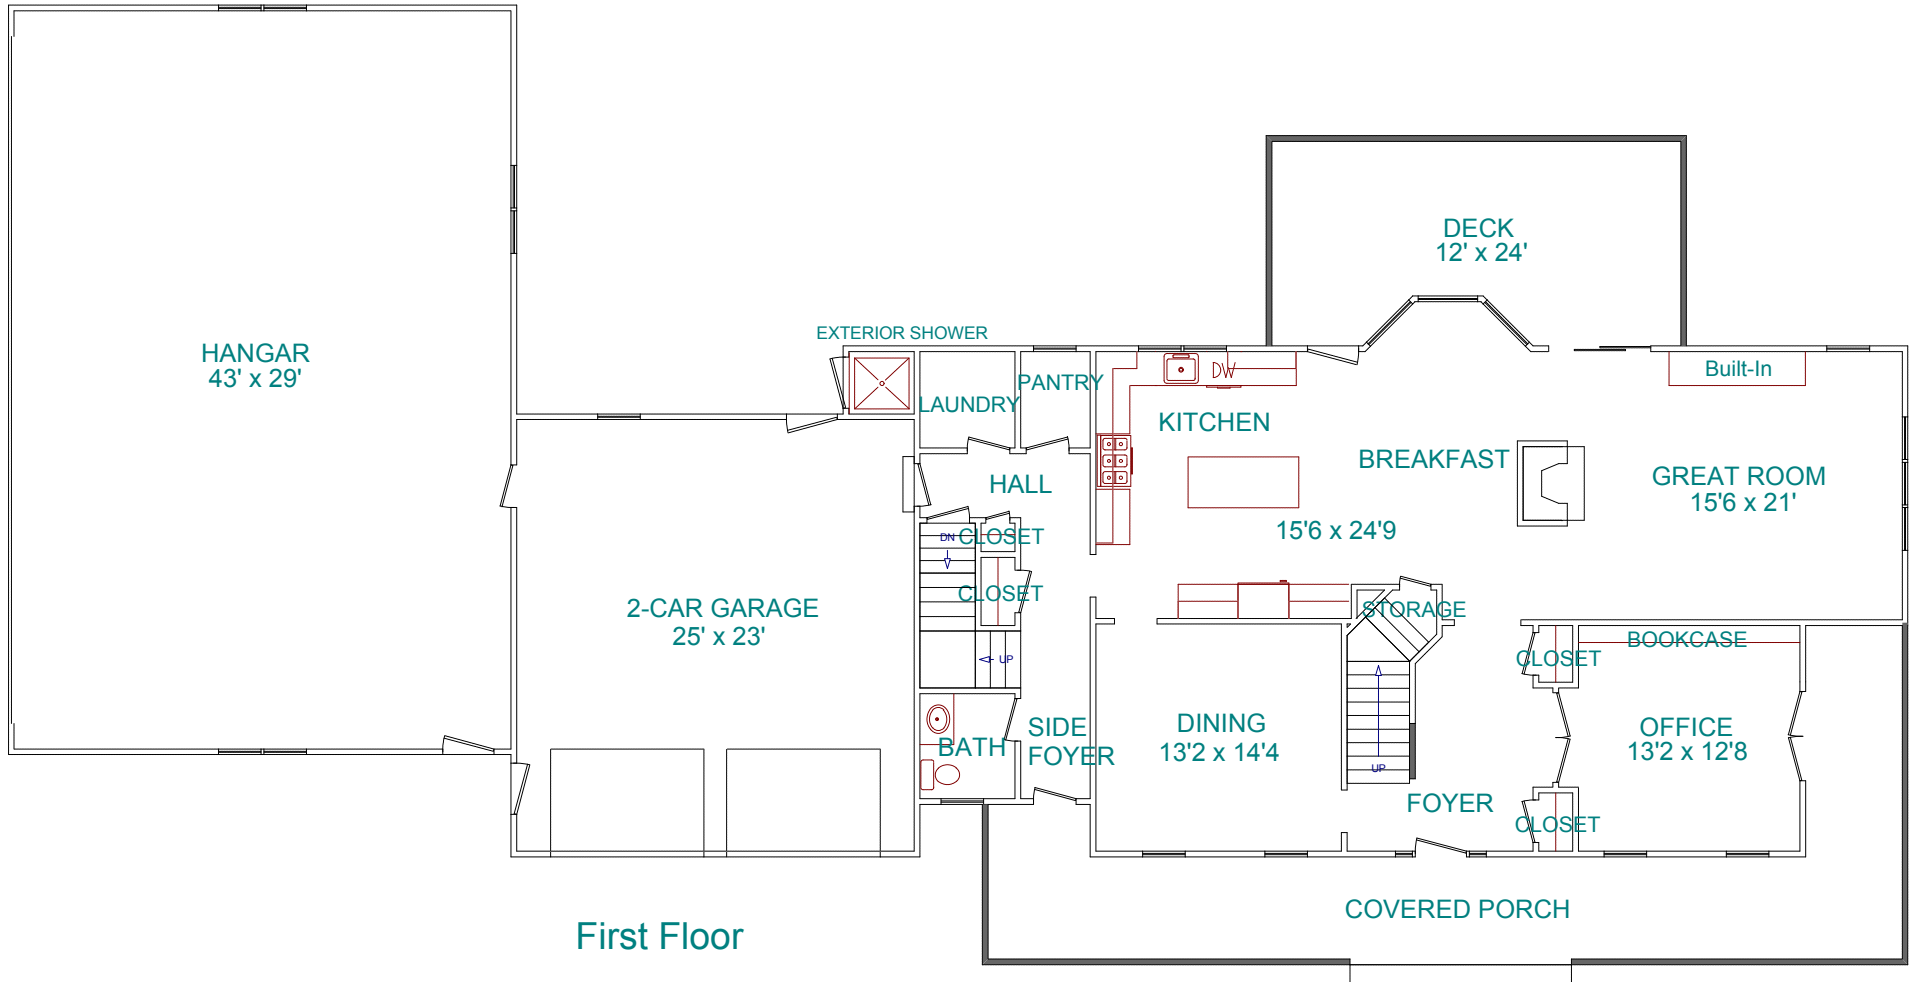 DECK
12' x 24'
EXTERIOR SHOWER
HANGAR
43' x 29'
LAUNDRY
PANTRY
DW
KITCHEN
Built-In
BREAKFAST
GREAT ROOM
15'6 x 21'
HALL
15'6 x 24'9
DN
CLOSET
CLOSET
2-CAR GARAGE
25' x 23'
STORAGE
UP
CLOSET
BOOKCASE
BATH
SIDE
FOYER
DINING
13'2 x 14'4
UP
OFFICE
13'2 x 12'8
FOYER
CLOSET
COVERED PORCH
First Floor